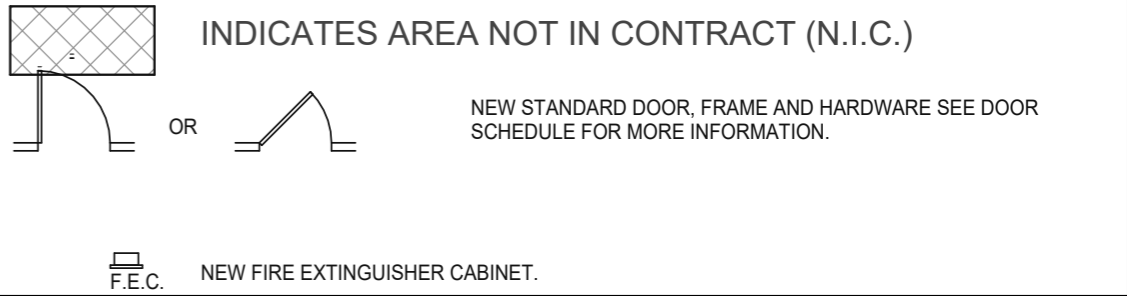 INDICATES AREA NOT IN CONTRACT (N.I.C.)
OR
NEW STANDARD DOOR, FRAME AND HARDWARE SEE DOOR
SCHEDULE FOR MORE INFORMATION.
F.E.C.
NEW FIRE EXTINGUISHER CABINET.